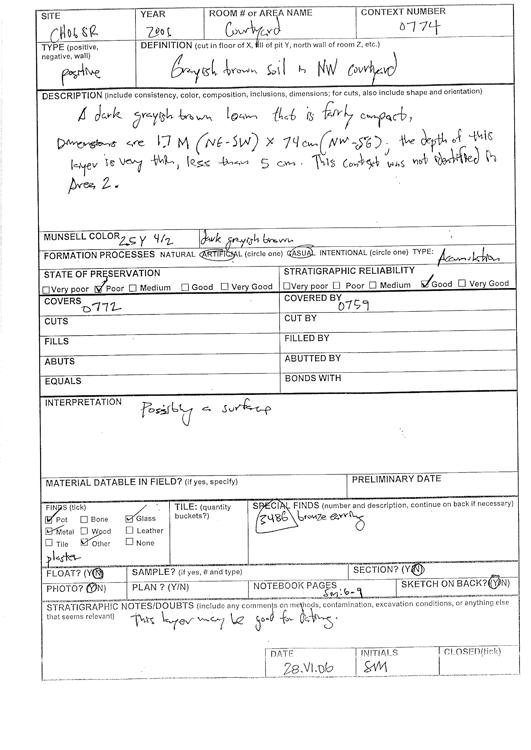 SITE YEAR ROOM # or AREA NAME CONTEXT NUMBER
CH06SR Courtyard 0774
TYPE (positive, negative, wall) DEFINITION (cut in floor of X, fill of pit Y, north wall of room Z, etc.)
positive Grayish brown soil in NW courtyard
DESCRIPTION (include consistency, color, composition, inclusions, dimensions; for cuts, also include shape and orientation)
A dark grayish brown loam that is fairly compact,
Dimensions are 1.7 M (NE-SW) x 74 cm (NW-SE); the depth of this
layer is very thin, less than 5 cm. This context was not identified in
Area 2.
MUNSELL COLOR 2.5Y 4/2 dark grayish brown
FORMATION PROCESSES NATURAL ARTIFICIAL (circle one) CASUAL INTENTIONAL (circle one) TYPE: Accumulation
STATE OF PRESERVATION STRATIGRAPHIC RELIABILITY
Very poor Poor Medium Good Very Good Very poor Poor Medium Good Very Good
COVERS 0772 COVERED BY 0759
CUTS CUT BY
FILLS FILLED BY
ABUTS ABUTTED BY
EQUALS BONDS WITH
INTERPRETATION Possibly a surface
MATERIAL DATABLE IN FIELD? (if yes, specify) PRELIMINARY DATE
FINDS (tick) TILE: (quantity buckets?) SPECIAL FINDS (number and description, continue on back if necessary)
Pot Bone Glass 3486 bronze earring
Metal Wood Leather
Tile Other None
plaster
FLOAT? (Y/N) SAMPLE? (if yes, # and type) SECTION? (Y/N)
PHOTO? (Y/N) PLAN ? (Y/N) NOTEBOOK PAGES SM:6-9 SKETCH ON BACK? (Y/N)
STRATIGRAPHIC NOTES/DOUBTS (include any comments on methods, contamination, excavation conditions, or anything else
that seems relevant) This layer may be good for dating.
DATE INITIALS CLOSED(tick)
28.VI.06 SM